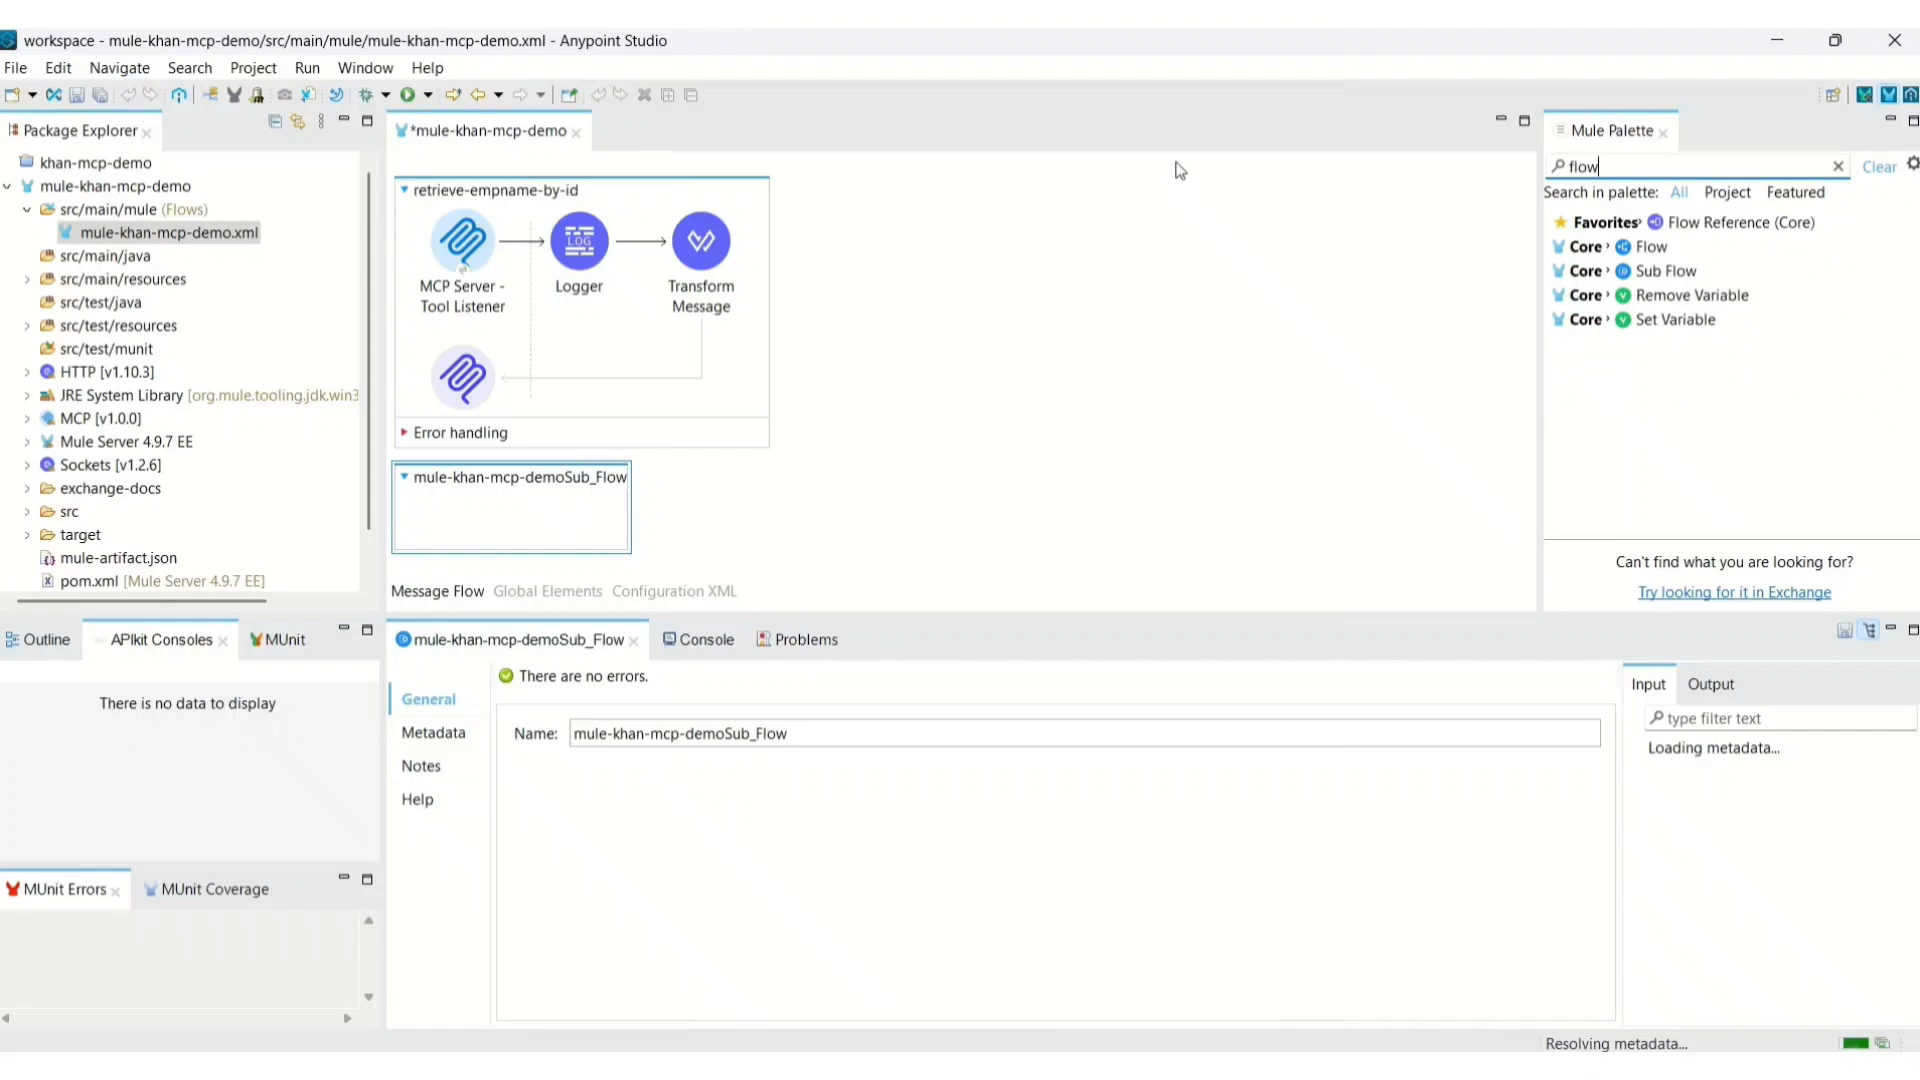 workspace - mule-khan-mcp-demo/src/main/mule/mule-khan-mcp-demo.xml - Anypoint Studio
File Edit Navigate Search Project Run Window Help
Package Explorer
khan-mcp-demo
mule-khan-mcp-demo
src/main/mule (Flows)
mule-khan-mcp-demo.xml
src/main/java
src/main/resources
src/test/java
src/test/resources
src/test/munit
HTTP [v1.10.3]
JRE System Library [org.mule.tooling.jdk.win3
MCP [v1.0.0]
Mule Server 4.9.7 EE
Sockets [v1.2.6]
exchange-docs
src
target
mule-artifact.json
pom.xml [Mule Server 4.9.7 EE]
*mule-khan-mcp-demo
retrieve-empname-by-id
LOG
MCP Server -
Tool Listener
Logger
Transform
Message
Error handling
mule-khan-mcp-demoSub_Flow
Message Flow Global Elements Configuration XML
Mule Palette
flow
Clear
Search in palette: All Project Featured
Favorites Flow Reference (Core)
Core Flow
Core Sub Flow
Core Remove Variable
Core Set Variable
Can't find what you are looking for?
Try looking for it in Exchange
Outline APIkit Consoles MUnit
There is no data to display
MUnit Errors MUnit Coverage
mule-khan-mcp-demoSub_Flow Console Problems
There are no errors.
General
Metadata
Notes
Help
Name: mule-khan-mcp-demoSub_Flow
Input Output
type filter text
Loading metadata...
Resolving metadata...